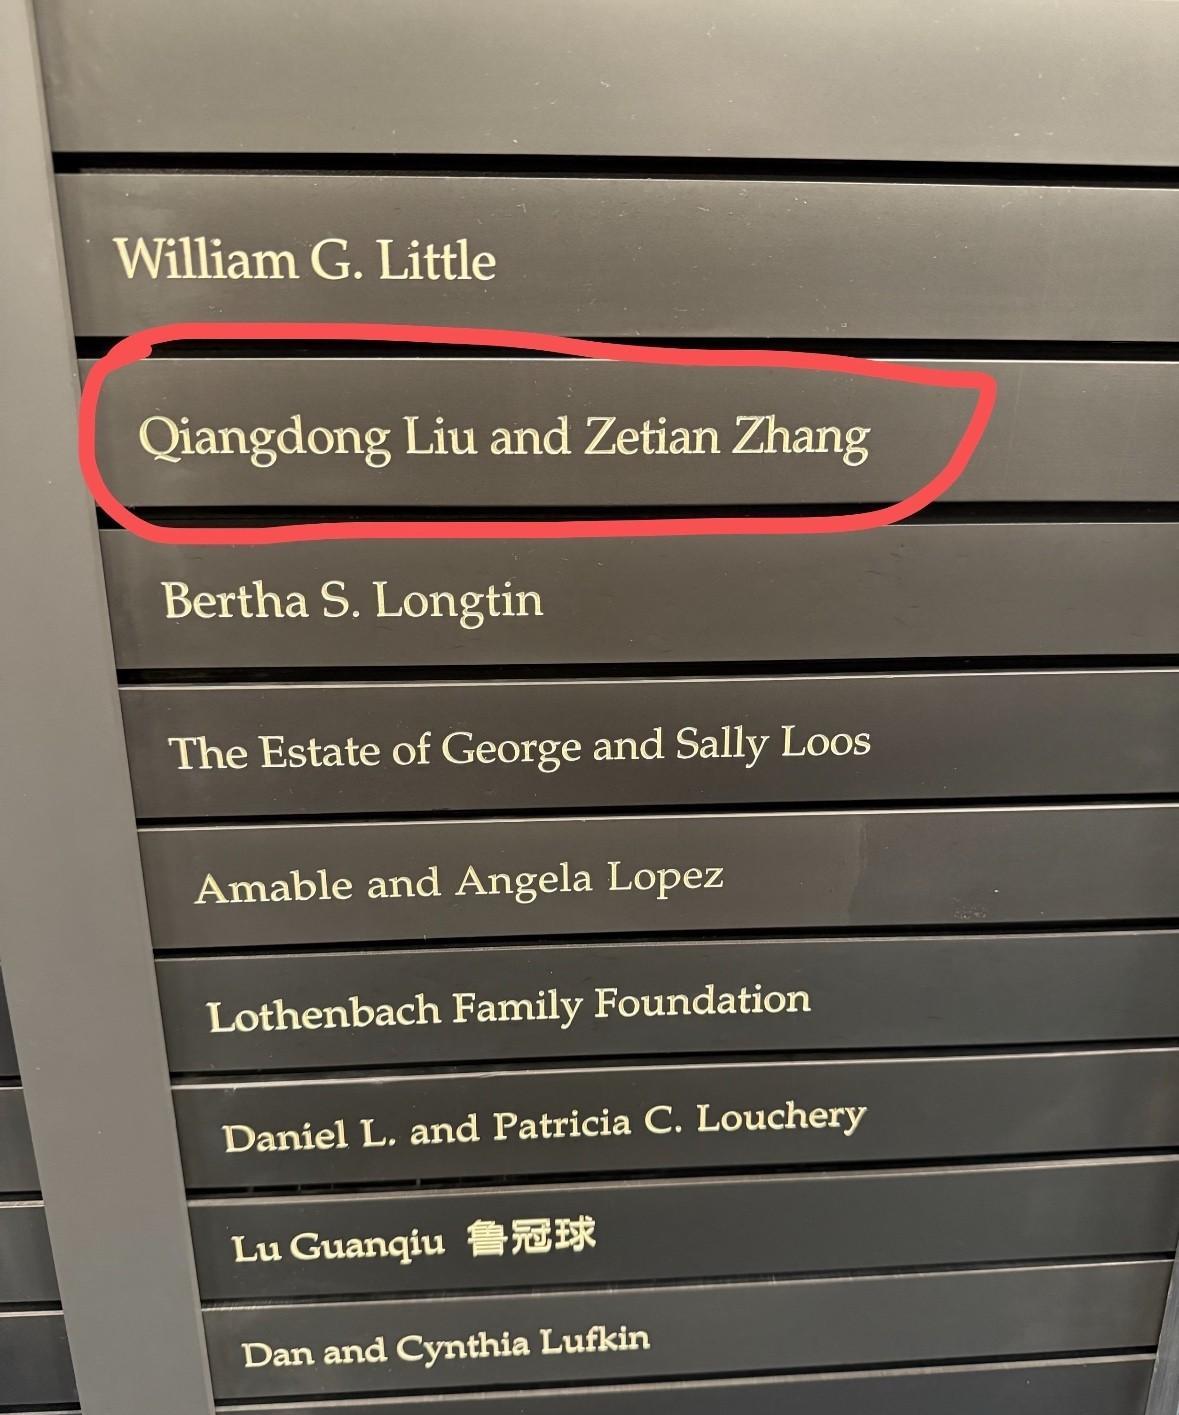 William G. Little
Qiangdong Liu and Zetian Zhang
Bertha S. Longtin
The Estate of George and Sally Loos
Amable and Angela Lopez
Lothenbach Family Foundation
Daniel L. and Patricia C. Louchery
Lu Guanqiu 鲁冠球
Dan and Cynthia Lufkin